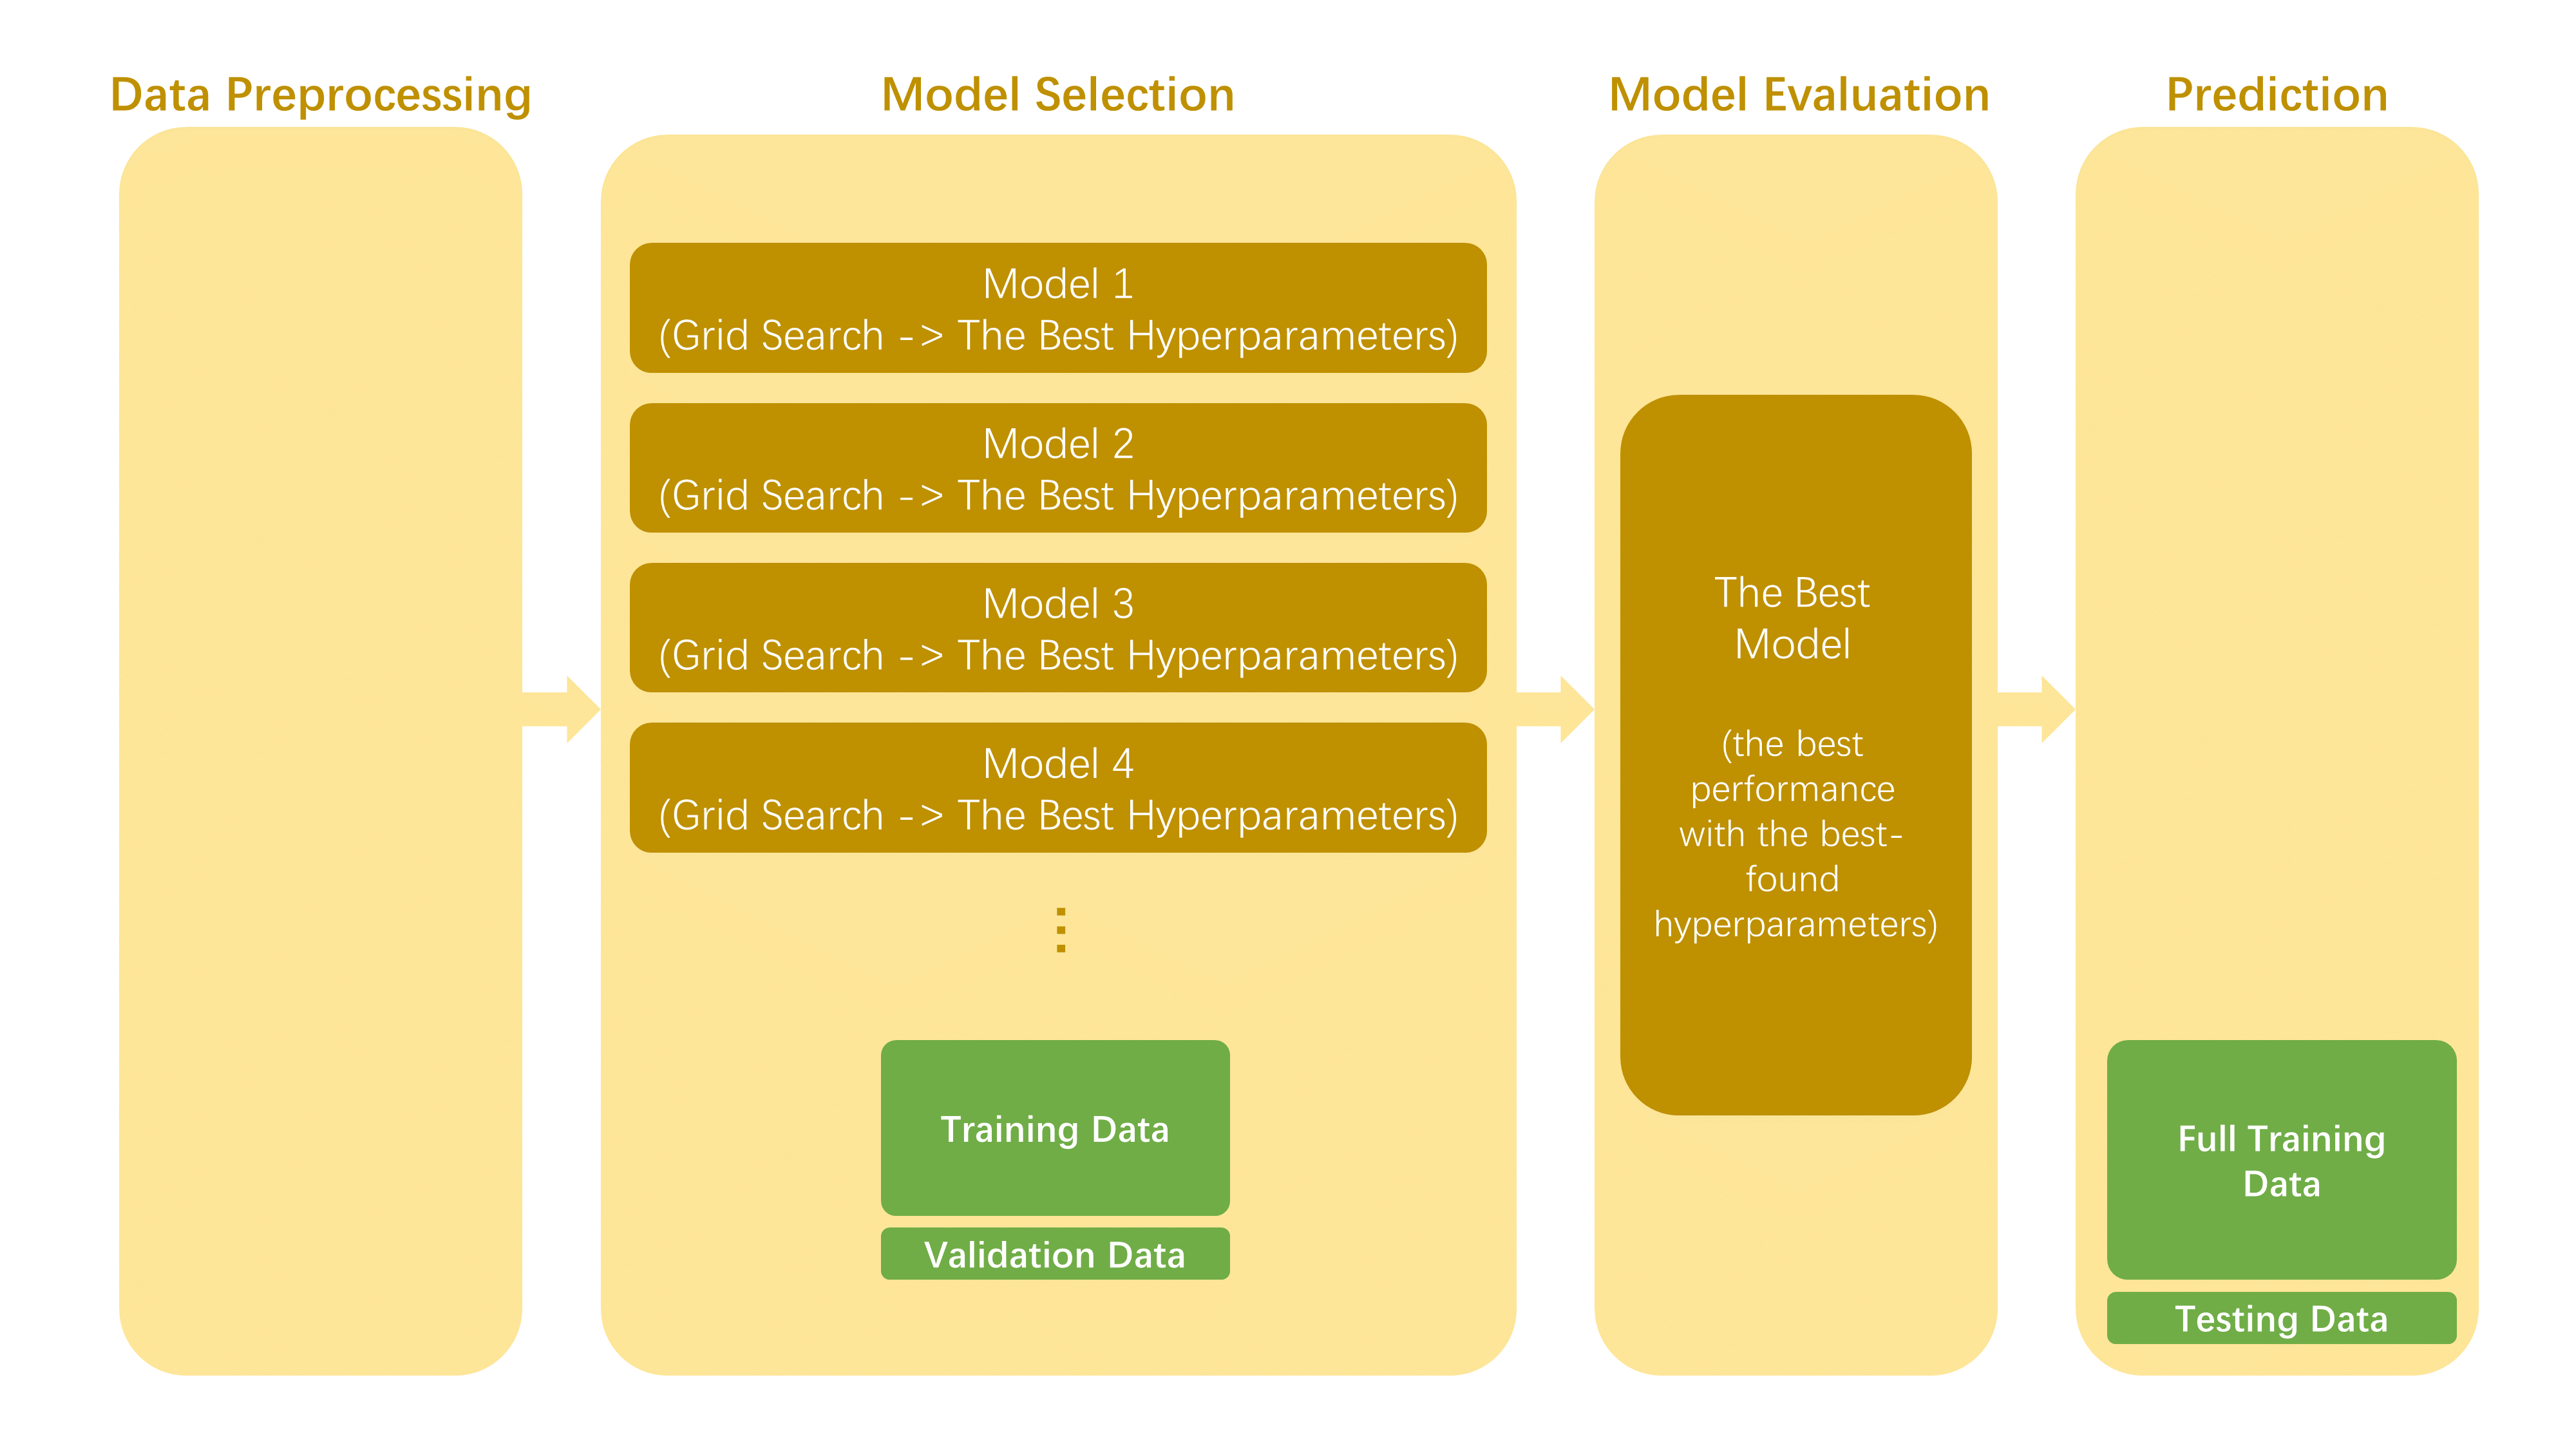 Data Preprocessing
Model Selection
Model Evaluation
Prediction
Model 1
(Grid Search -> The Best Hyperparameters)
Model 2
(Grid Search -> The Best Hyperparameters)
Model 3
(Grid Search -> The Best Hyperparameters)
Model 4
(Grid Search -> The Best Hyperparameters)
Training Data
Validation Data
The Best
Model
(the best
performance
with the best-
found
hyperparameters)
Full Training
Data
Testing Data